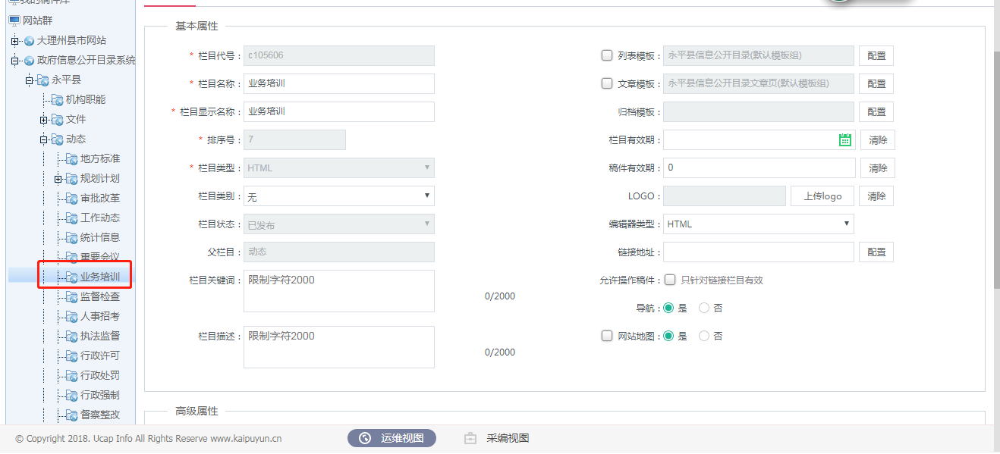 我的稿件库
网站群
大理州县市网站
政府信息公开目录系统
永平县
机构职能
文件
动态
地方标准
规划计划
审批改革
工作动态
统计信息
重要会议
业务培训
监督检查
人事招考
执法监督
行政许可
行政处罚
行政强制
督察整改
基本属性
* 栏目代号： c105606
* 栏目名称： 业务培训
* 栏目显示名称： 业务培训
* 排序号： 7
* 栏目类型： HTML
栏目类别： 无
栏目状态： 已发布
父栏目： 动态
栏目关键词： 限制字符2000
0/2000
栏目描述： 限制字符2000
0/2000
列表模板： 永平县信息公开目录(默认模板组) 配置
文章模板： 永平县信息公开目录文章页(默认模板组) 配置
归档模板： 配置
栏目有效期： 清除
稿件有效期： 0 清除
LOGO： 上传logo 清除
编辑器类型： HTML
链接地址： 配置
允许操作稿件： 只针对链接栏目有效
导航： 是 否
网站地图： 是 否
高级属性
© Copyright 2018. Ucap Info All Rights Reserve www.kaipuyun.cn
运维视图
采编视图